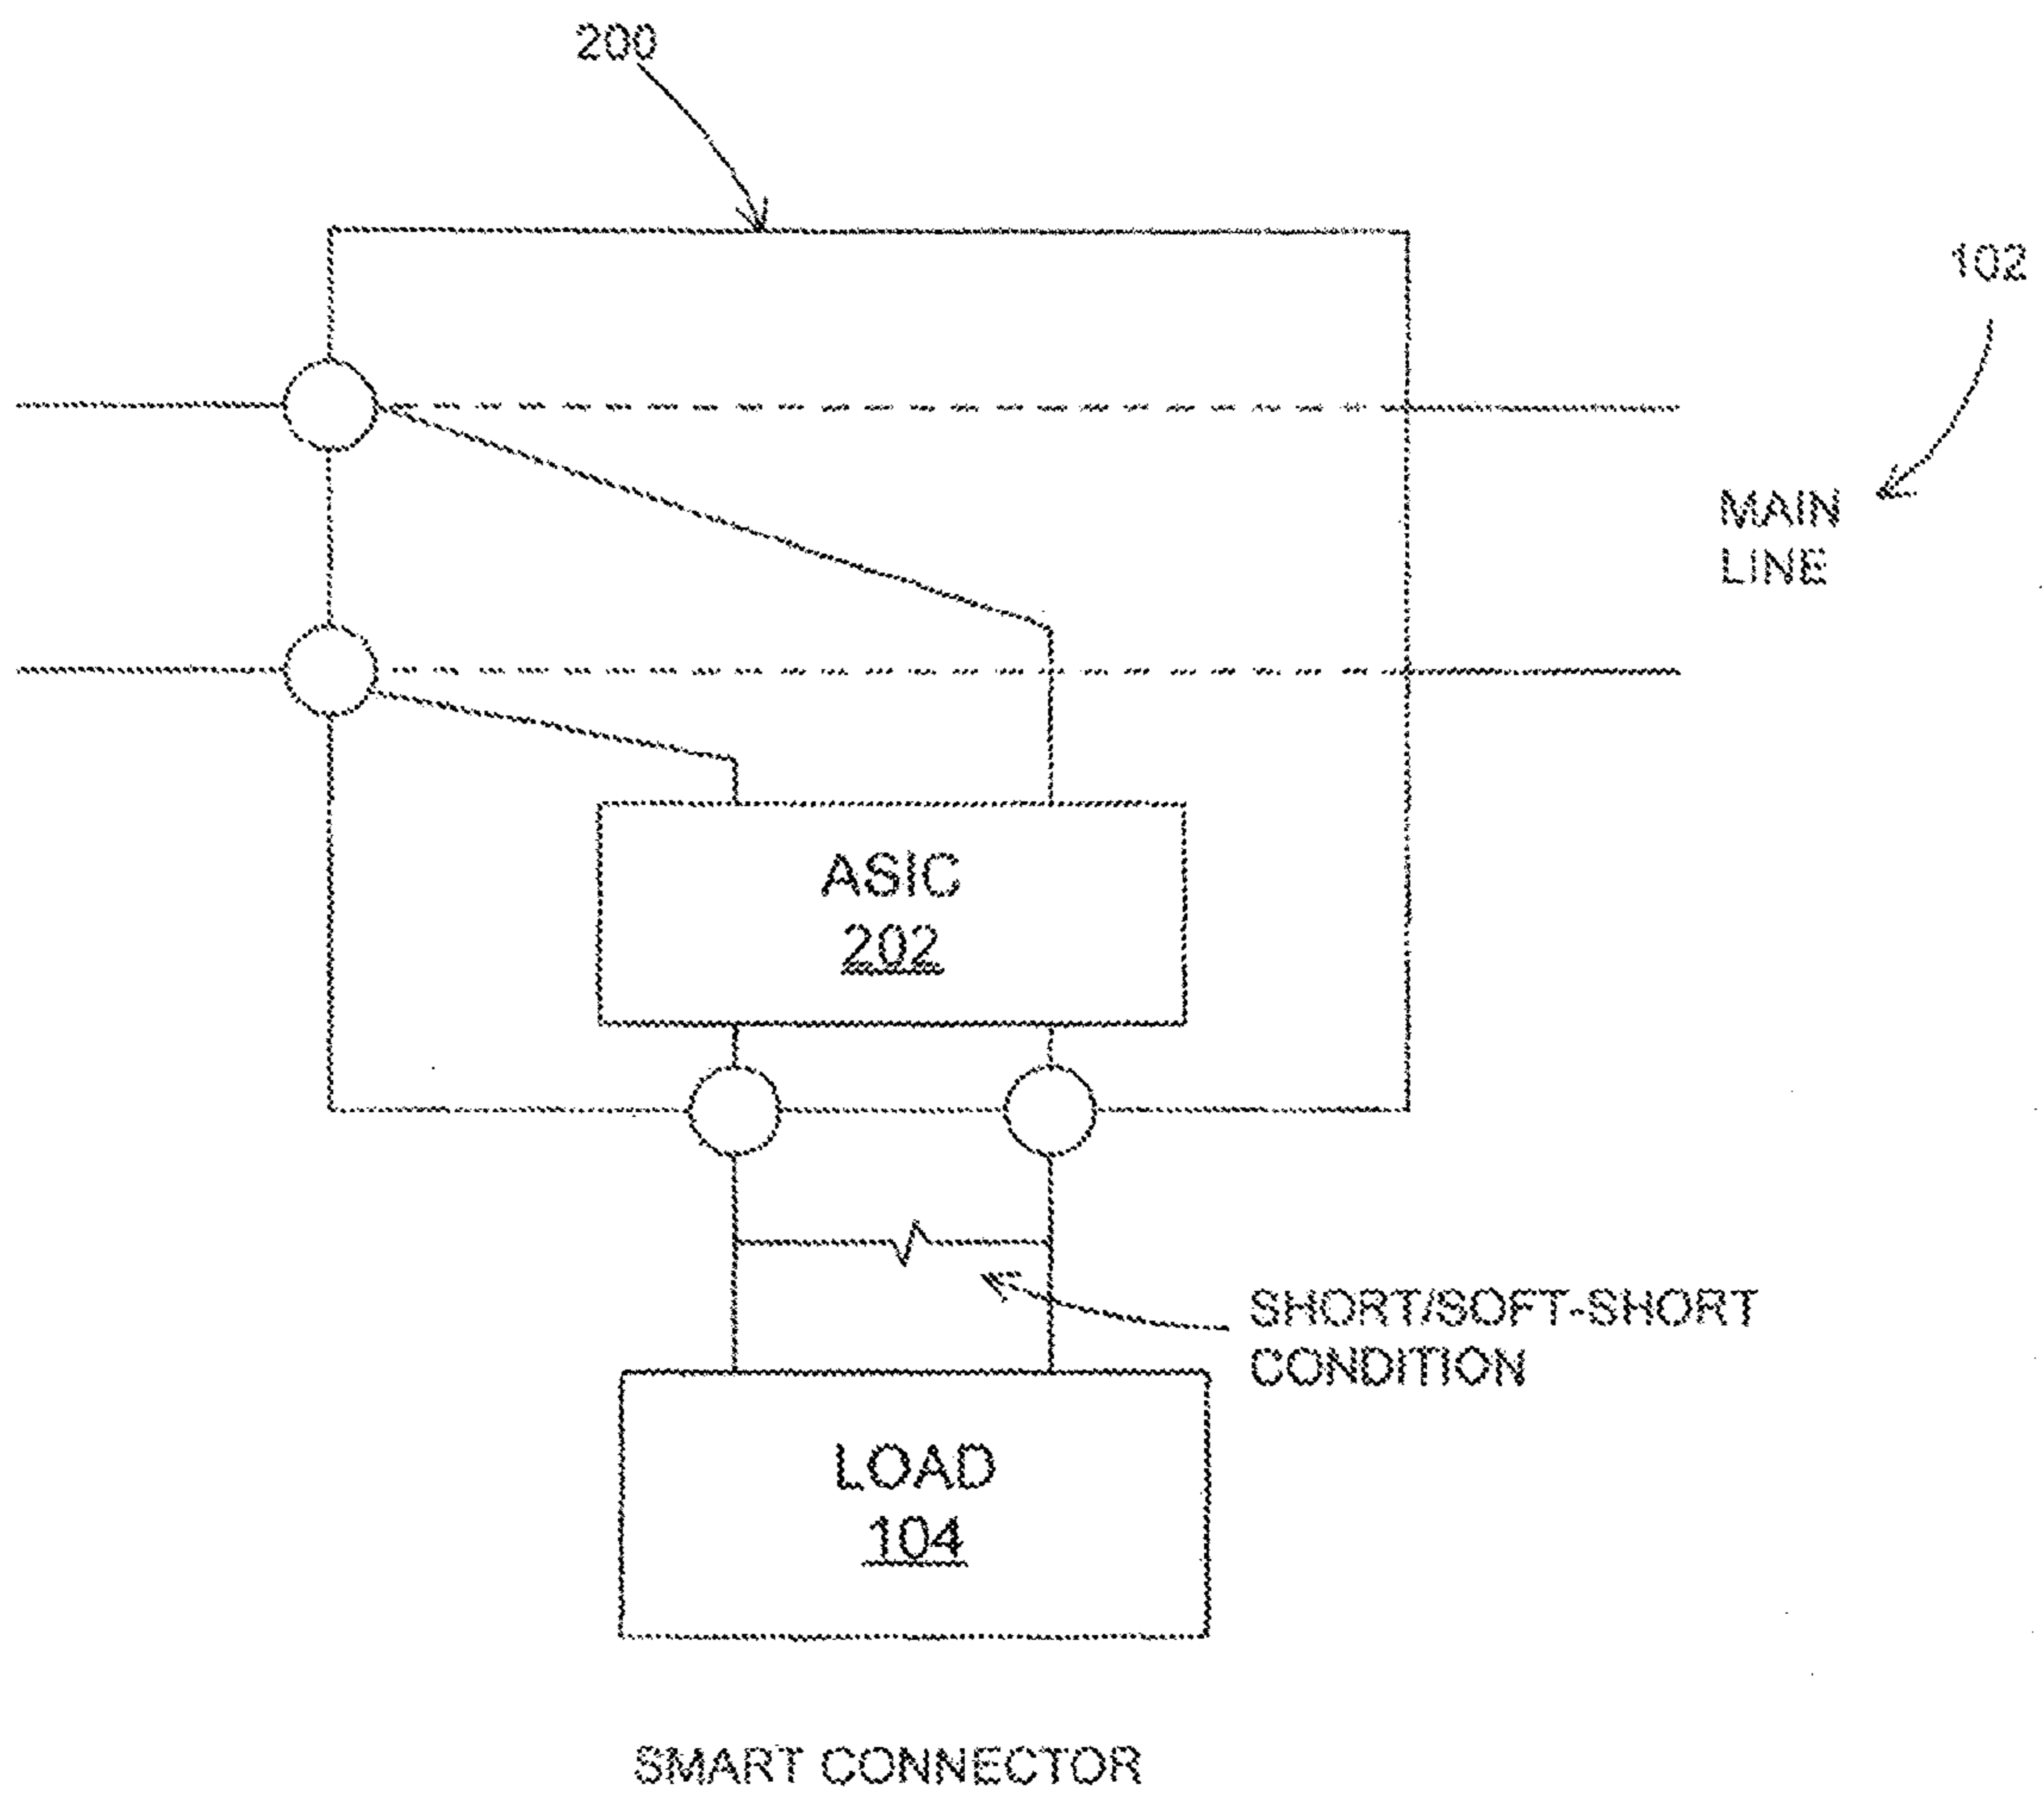 200
102
MAIN
LINE
ASIC
202
SHORT/SOFT-SHORT
CONDITION
LOAD
104
SMART CONNECTOR